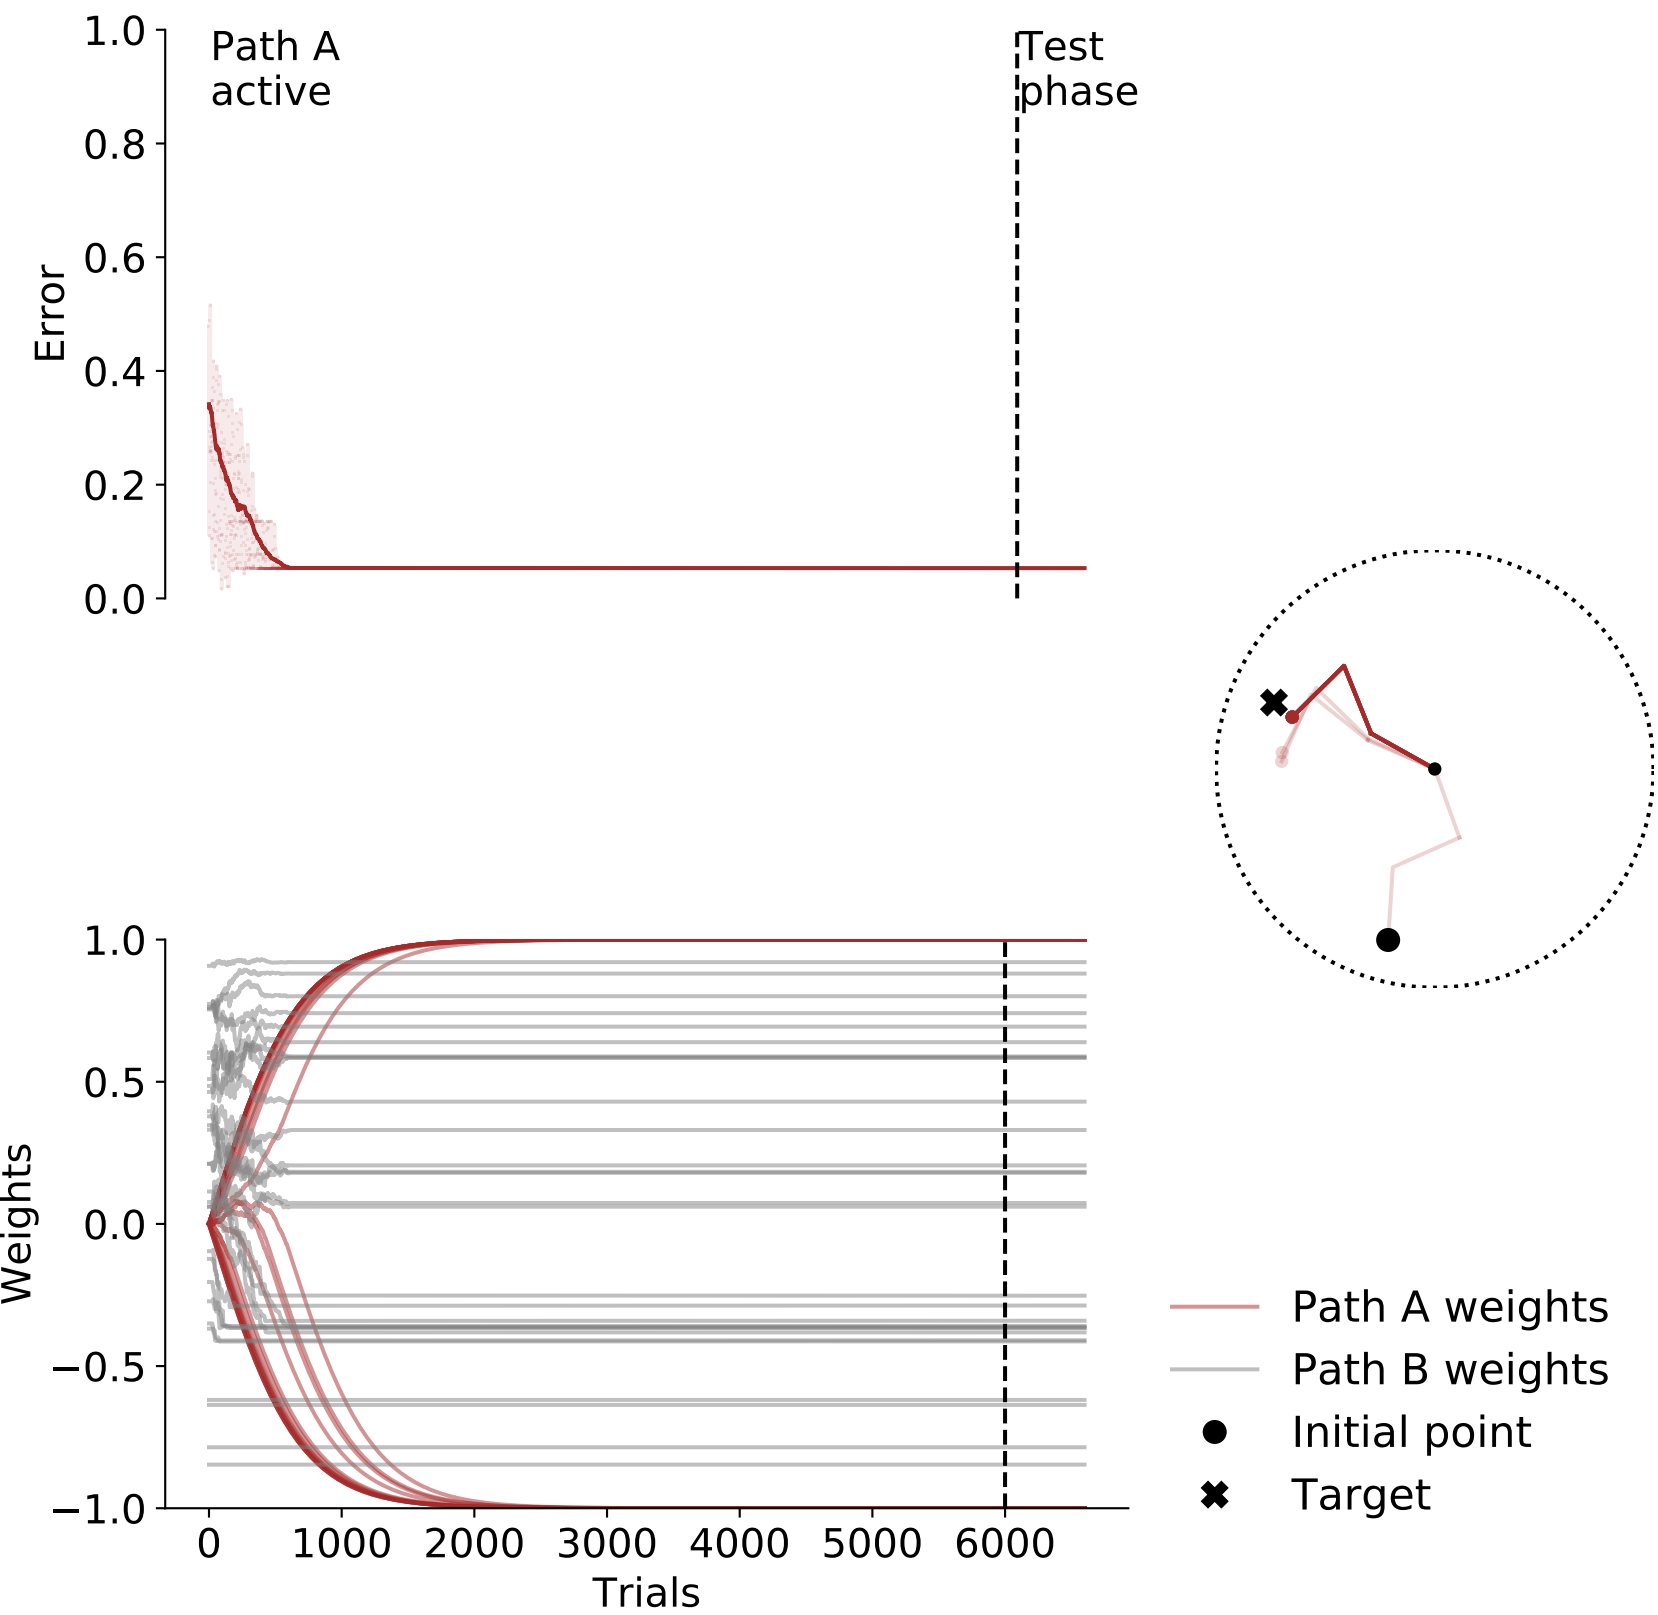 Path A
active
Test
phase
1.0
0.8
0.6
0.4
0.2
0.0
Error
1.0
0.5
0.0
−0.5
−1.0
Weights
0
1000
2000
3000
4000
5000
6000
Trials
Path A weights
Path B weights
Initial point
Target